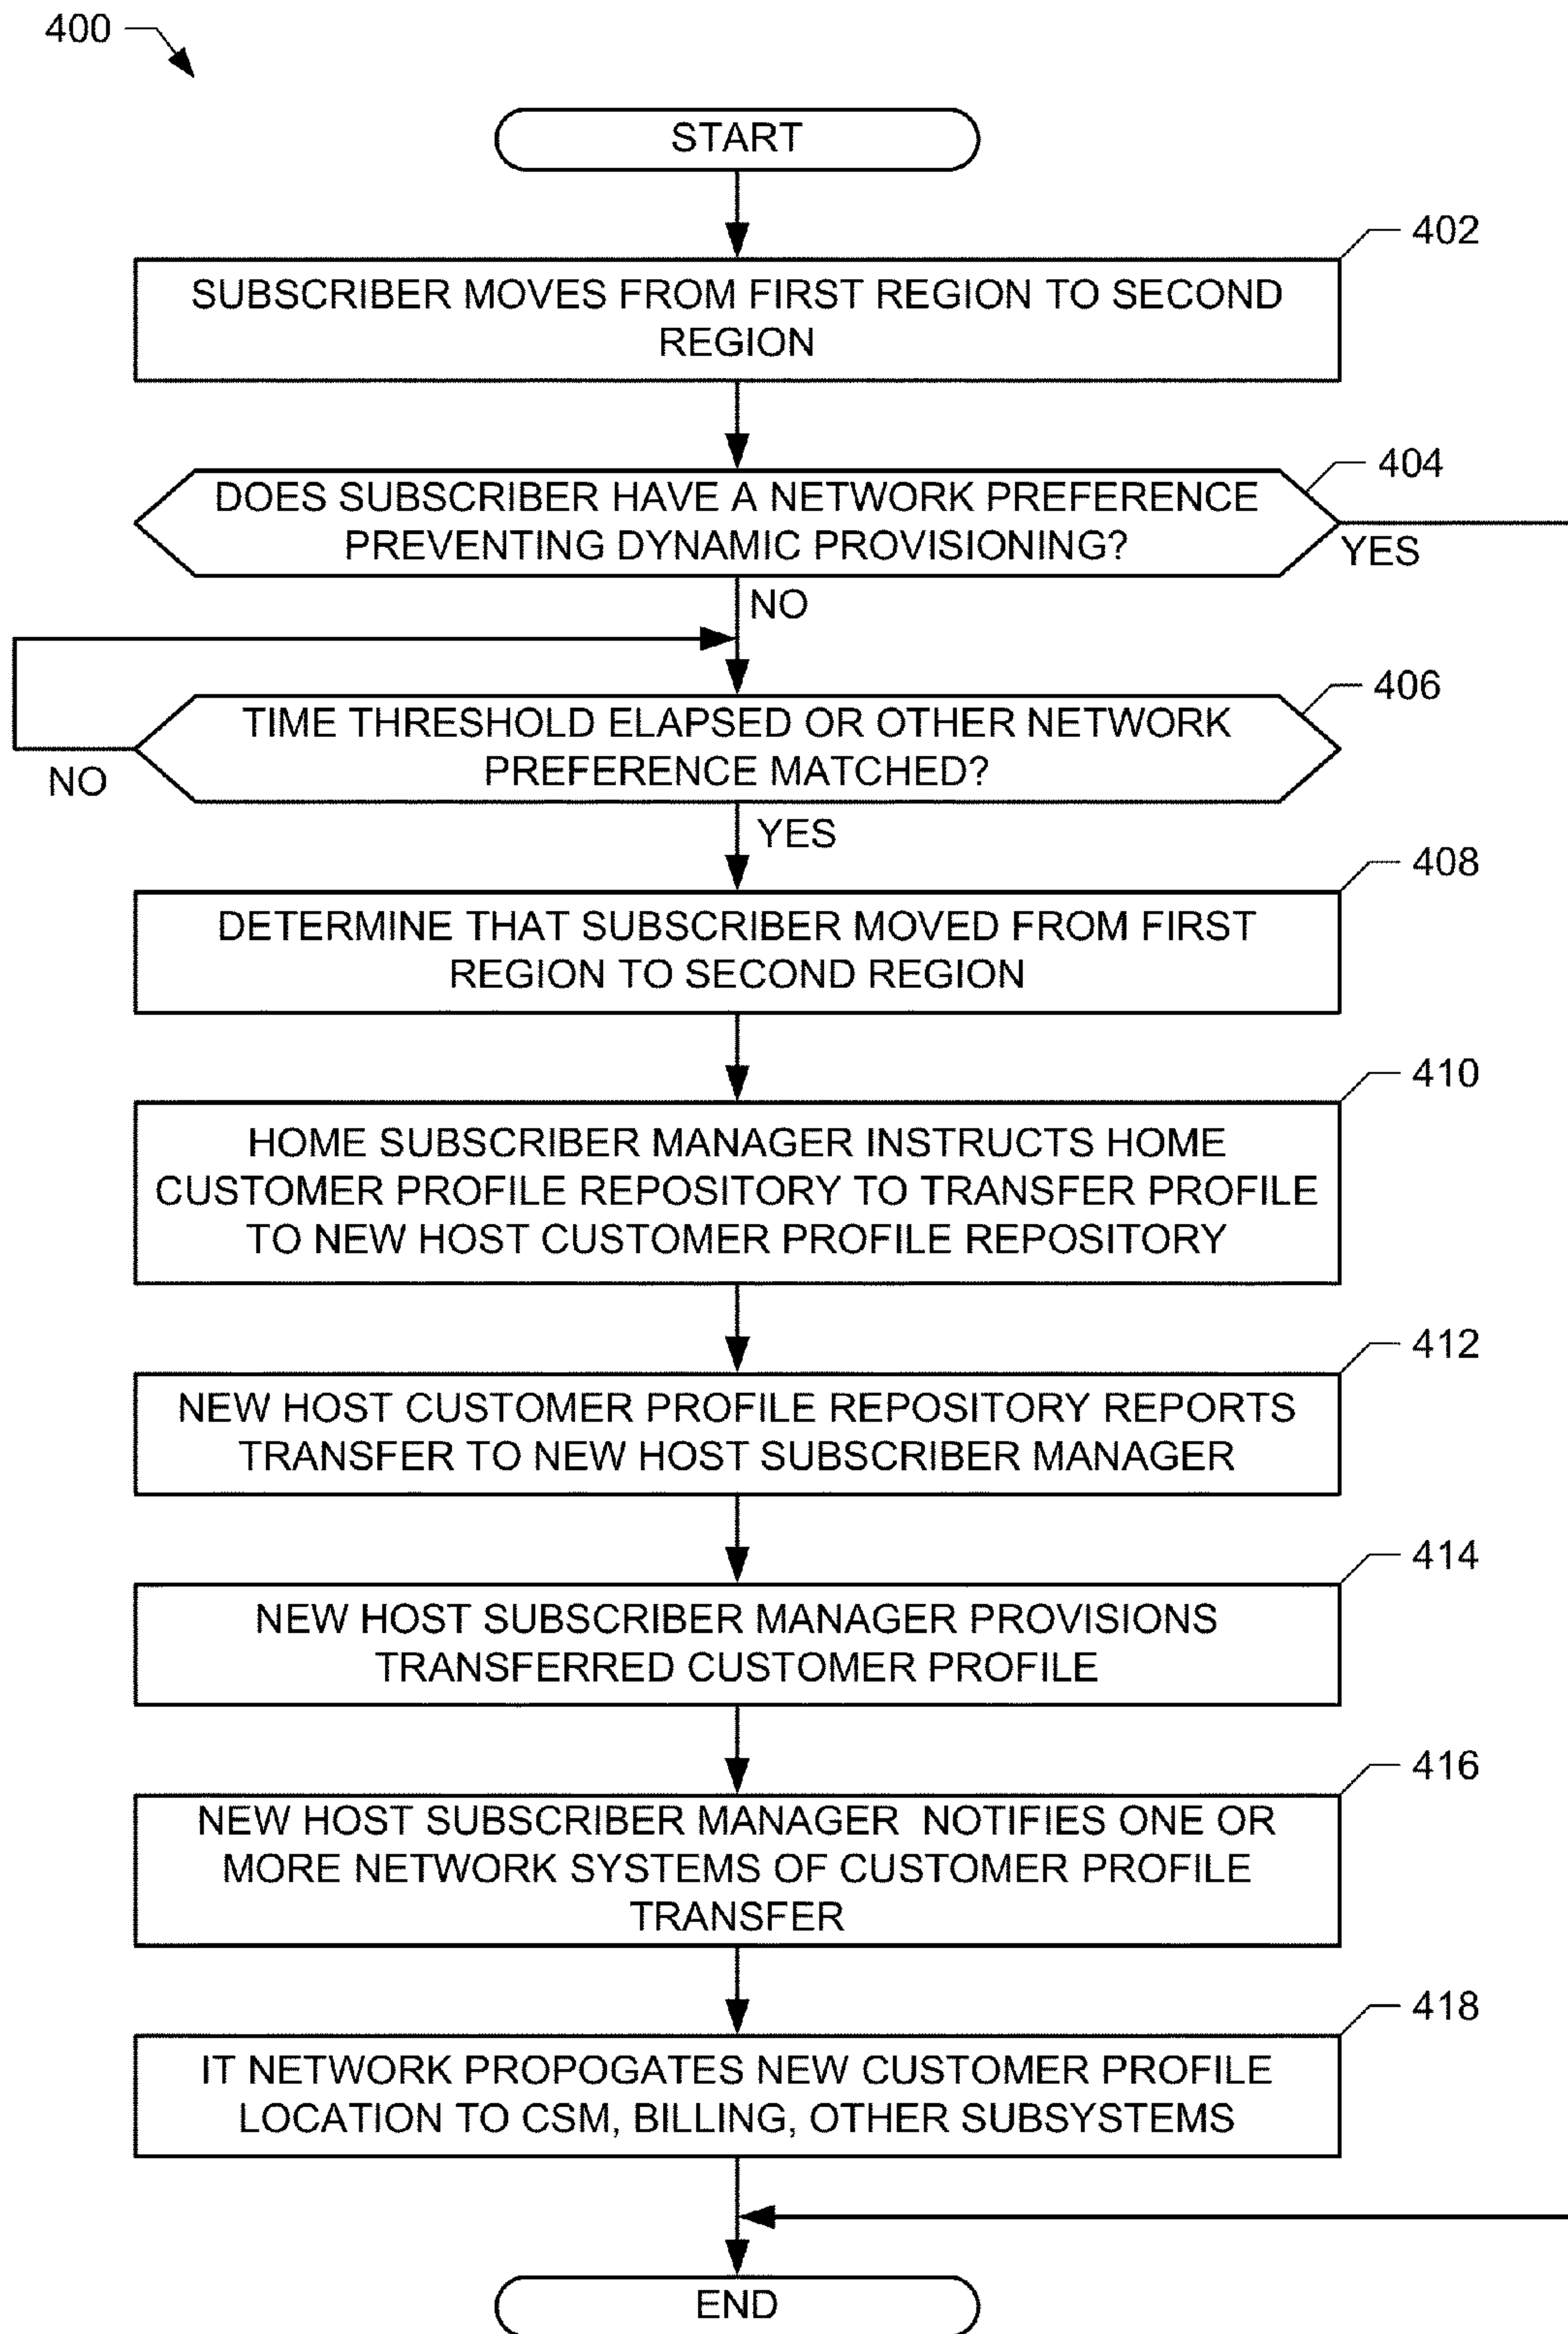 400
START
402
SUBSCRIBER MOVES FROM FIRST REGION TO SECOND
REGION
404
DOES SUBSCRIBER HAVE A NETWORK PREFERENCE
PREVENTING DYNAMIC PROVISIONING?
YES
NO
406
TIME THRESHOLD ELAPSED OR OTHER NETWORK
PREFERENCE MATCHED?
NO
YES
408
DETERMINE THAT SUBSCRIBER MOVED FROM FIRST
REGION TO SECOND REGION
410
HOME SUBSCRIBER MANAGER INSTRUCTS HOME
CUSTOMER PROFILE REPOSITORY TO TRANSFER PROFILE
TO NEW HOST CUSTOMER PROFILE REPOSITORY
412
NEW HOST CUSTOMER PROFILE REPOSITORY REPORTS
TRANSFER TO NEW HOST SUBSCRIBER MANAGER
414
NEW HOST SUBSCRIBER MANAGER PROVISIONS
TRANSFERRED CUSTOMER PROFILE
416
NEW HOST SUBSCRIBER MANAGER NOTIFIES ONE OR
MORE NETWORK SYSTEMS OF CUSTOMER PROFILE
TRANSFER
418
IT NETWORK PROPOGATES NEW CUSTOMER PROFILE
LOCATION TO CSM, BILLING, OTHER SUBSYSTEMS
END